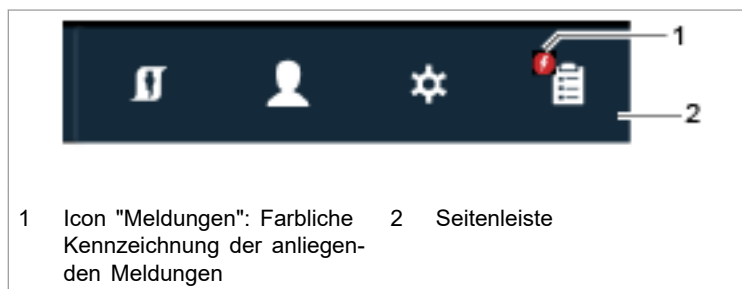 1
2
1 Icon "Meldungen": Farbliche
Kennzeichnung der anliegen-
den Meldungen
2 Seitenleiste